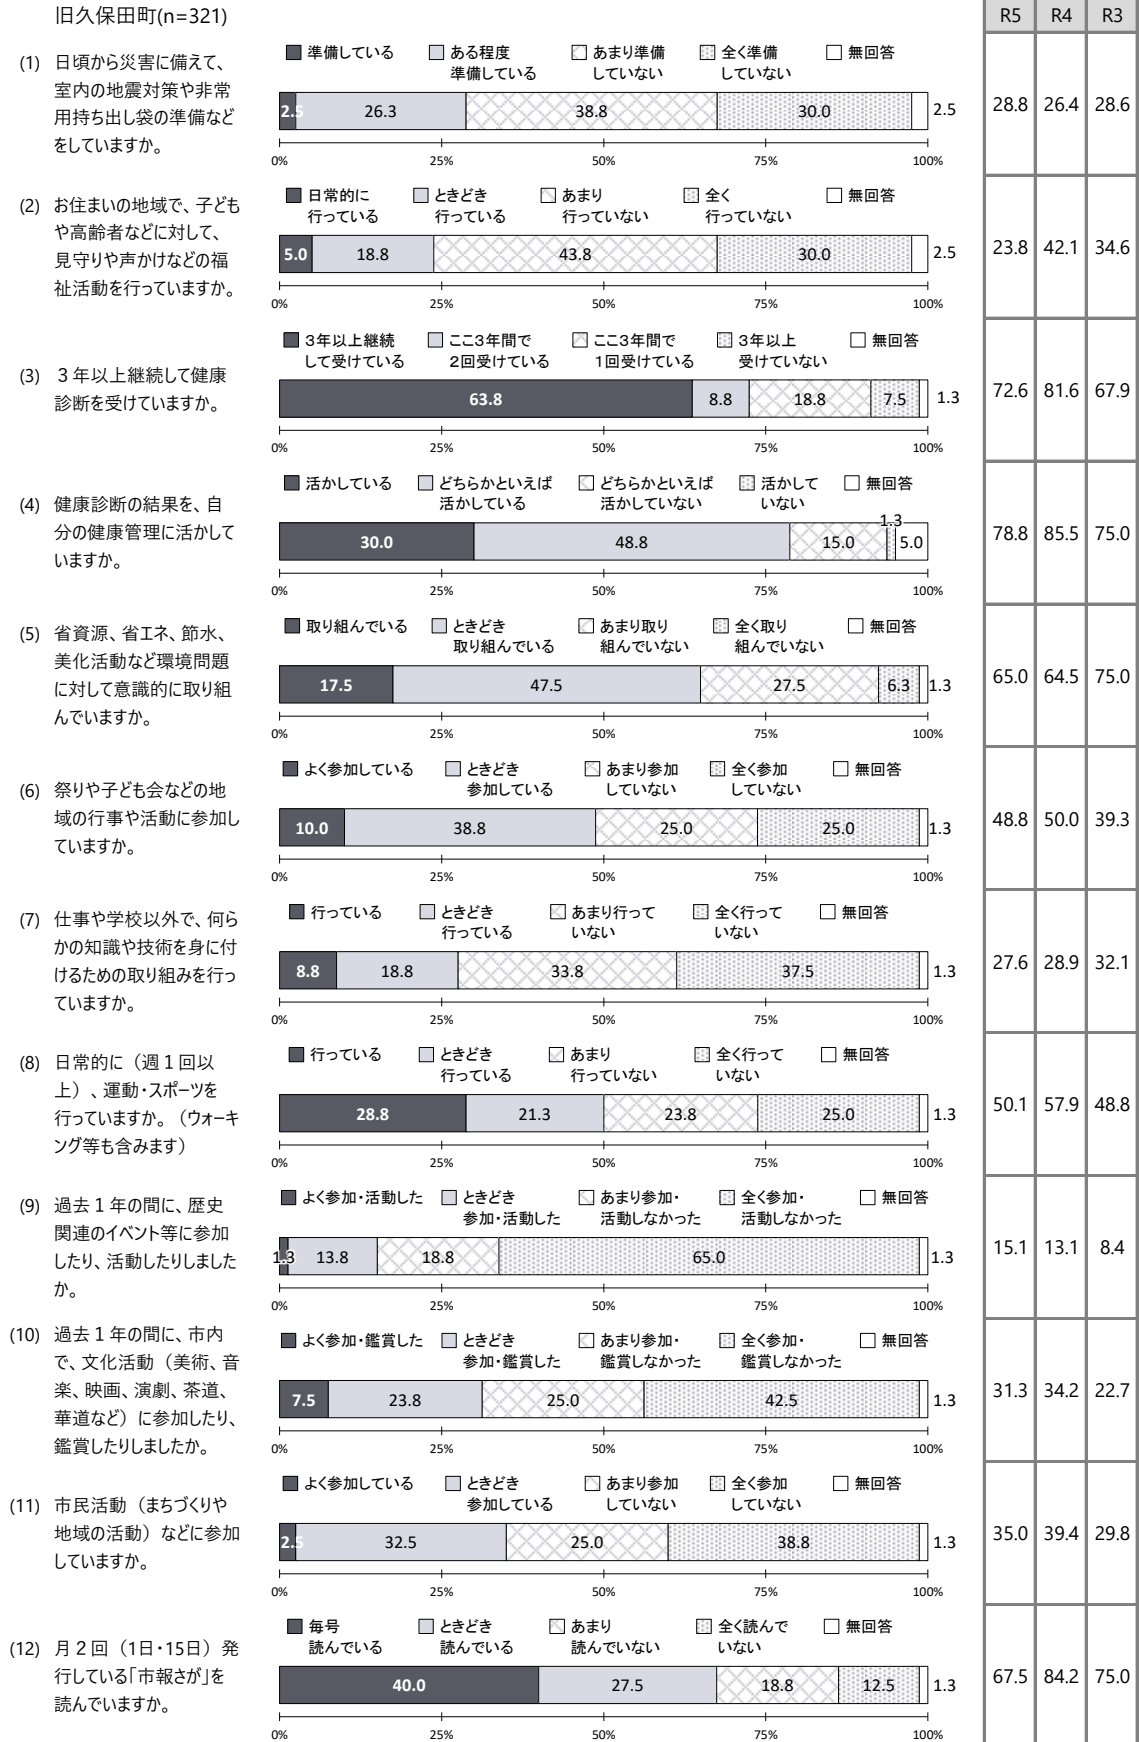 旧久保田町(n=321)
R5 R4 R3
(1) 日頃から災害に備えて、
室内の地震対策や非常
用持ち出し袋の準備など
をしていますか。
準備している ある程度 あまり準備 全く準備 無回答
準備している していない していない
2.5 26.3 38.8 30.0 2.5
0% 25% 50% 75% 100%
28.8 26.4 28.6
(2) お住まいの地域で、子ども
や高齢者などに対して、
見守りや声かけなどの福
祉活動を行っていますか。
日常的に ときどき あまり 全く 無回答
行っている 行っている 行っていない 行っていない
5.0 18.8 43.8 30.0 2.5
0% 25% 50% 75% 100%
23.8 42.1 34.6
(3) 3年以上継続して健康
診断を受けていますか。
3年以上継続 ここ3年間で ここ3年間で 3年以上 無回答
して受けている 2回受けている 1回受けている 受けていない
63.8 8.8 18.8 7.5 1.3
0% 25% 50% 75% 100%
72.6 81.6 67.9
(4) 健康診断の結果を、自
分の健康管理に活かして
いますか。
活かしている どちらかといえば どちらかといえば 活かして 無回答
活かしている 活かしていない いない
30.0 48.8 15.0 1.3 5.0
0% 25% 50% 75% 100%
78.8 85.5 75.0
(5) 省資源、省エネ、節水、
美化活動など環境問題
に対して意識的に取り組
んでいますか。
取り組んでいる ときどき あまり取り 全く取り 無回答
取り組んでいる 組んでいない 組んでいない
17.5 47.5 27.5 6.3 1.3
0% 25% 50% 75% 100%
65.0 64.5 75.0
(6) 祭りや子ども会などの地
域の行事や活動に参加し
ていますか。
よく参加している ときどき あまり参加 全く参加 無回答
参加している していない していない
10.0 38.8 25.0 25.0 1.3
0% 25% 50% 75% 100%
48.8 50.0 39.3
(7) 仕事や学校以外で、何ら
かの知識や技術を身に付
けるための取り組みを行っ
ていますか。
行っている ときどき あまり行って 全く行って 無回答
行っている いない いない
8.8 18.8 33.8 37.5 1.3
0% 25% 50% 75% 100%
27.6 28.9 32.1
(8) 日常的に（週1回以
上）、運動・スポーツを
行っていますか。（ウォーキ
ング等も含みます）
行っている ときどき あまり 全く行って 無回答
行っている 行っていない いない
28.8 21.3 23.8 25.0 1.3
0% 25% 50% 75% 100%
50.1 57.9 48.8
(9) 過去1年の間に、歴史
関連のイベント等に参加
したり、活動したりしました
か。
よく参加・活動した ときどき あまり参加・ 全く参加・ 無回答
参加・活動した 活動しなかった 活動しなかった
1.3 13.8 18.8 65.0 1.3
0% 25% 50% 75% 100%
15.1 13.1 8.4
(10) 過去1年の間に、市内
で、文化活動（美術、音
楽、映画、演劇、茶道、
華道など）に参加したり、
鑑賞したりしましたか。
よく参加・鑑賞した ときどき あまり参加・ 全く参加・ 無回答
参加・鑑賞した 鑑賞しなかった 鑑賞しなかった
7.5 23.8 25.0 42.5 1.3
0% 25% 50% 75% 100%
31.3 34.2 22.7
(11) 市民活動（まちづくりや
地域の活動）などに参加
していますか。
よく参加している ときどき あまり参加 全く参加 無回答
参加している していない していない
2.5 32.5 25.0 38.8 1.3
0% 25% 50% 75% 100%
35.0 39.4 29.8
(12) 月2回（1日・15日）発
行している「市報さが」を
読んでいますか。
毎号 ときどき あまり 全く読んで 無回答
読んでいる 読んでいる 読んでいない いない
40.0 27.5 18.8 12.5 1.3
0% 25% 50% 75% 100%
67.5 84.2 75.0